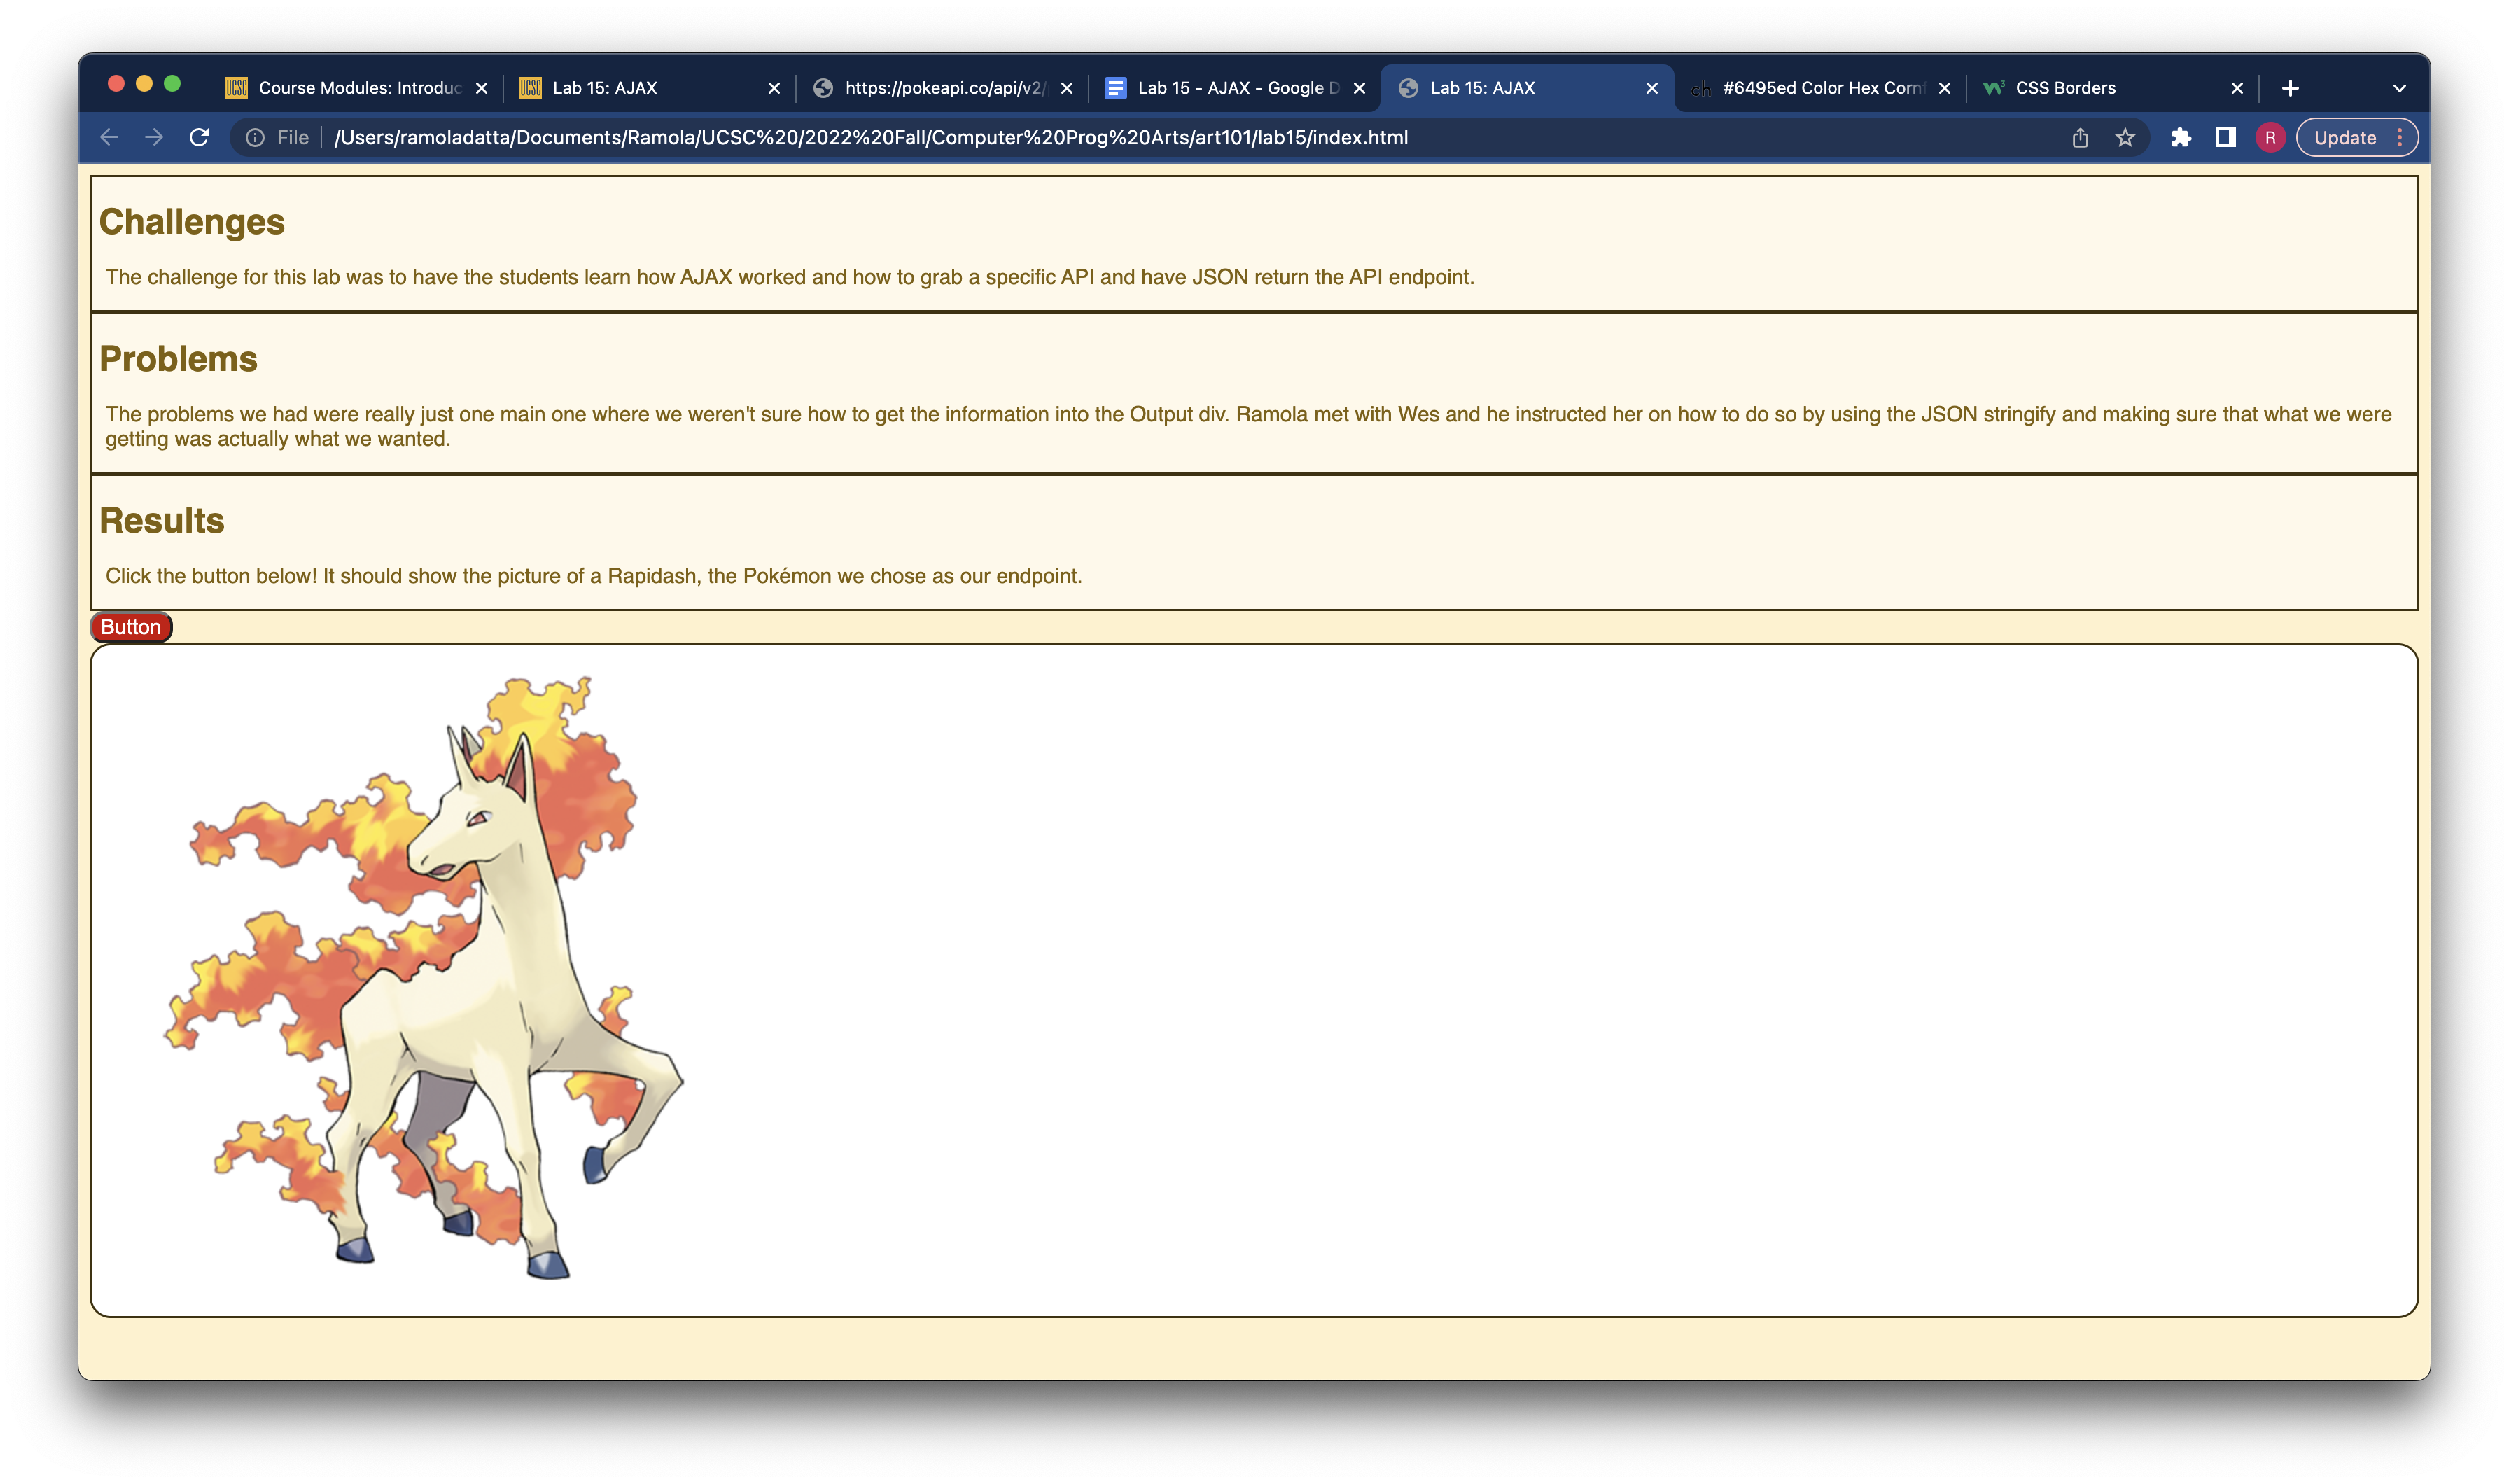 Course Modules: Introduc
Lab 15: AJAX
https://pokeapi.co/api/v2/
Lab 15 - AJAX - Google D
Lab 15: AJAX
ch #6495ed Color Hex Corn
CSS Borders
File /Users/ramoladatta/Documents/Ramola/UCSC%20/2022%20Fall/Computer%20Prog%20Arts/art101/lab15/index.html
R Update
Challenges
The challenge for this lab was to have the students learn how AJAX worked and how to grab a specific API and have JSON return the API endpoint.
Problems
The problems we had were really just one main one where we weren't sure how to get the information into the Output div. Ramola met with Wes and he instructed her on how to do so by using the JSON stringify and making sure that what we were
getting was actually what we wanted.
Results
Click the button below! It should show the picture of a Rapidash, the Pokémon we chose as our endpoint.
Button